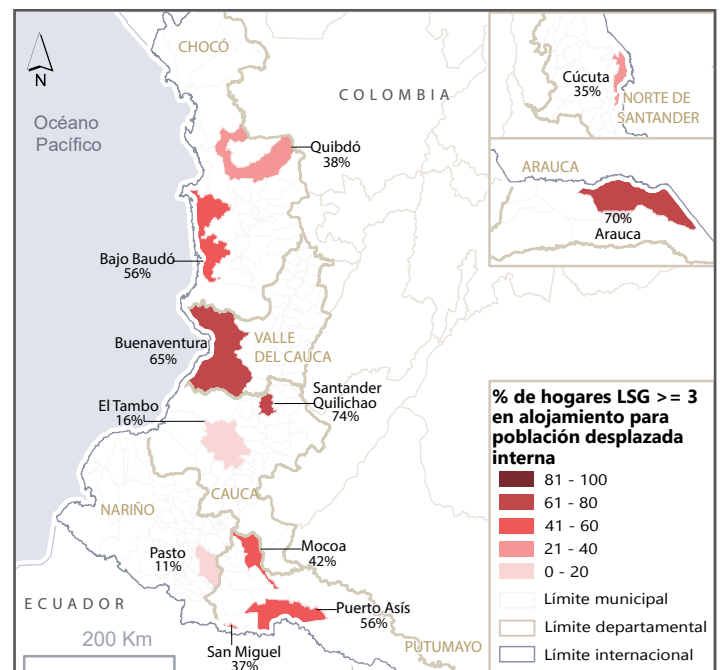 CHOCÓ
N
COLOMBIA
Océano
Pacífico
Quibdó
38%
Bajo Baudó
56%
Buenaventura
65%
VALLE
DEL CAUCA
Santander
Quilichao
74%
El Tambo
16%
CAUCA
NARIÑO
Pasto
11%
Mocoa
42%
ECUADOR
Puerto Asís
56%
200 Km
San Miguel
37%
PUTUMAYO
Cúcuta
35%
NORTE DE
SANTANDER
ARAUCA
70%
Arauca
% de hogares LSG >= 3
en alojamiento para
población desplazada
interna
81 - 100
61 - 80
41 - 60
21 - 40
0 - 20
Límite municipal
Límite departamental
Límite internacional